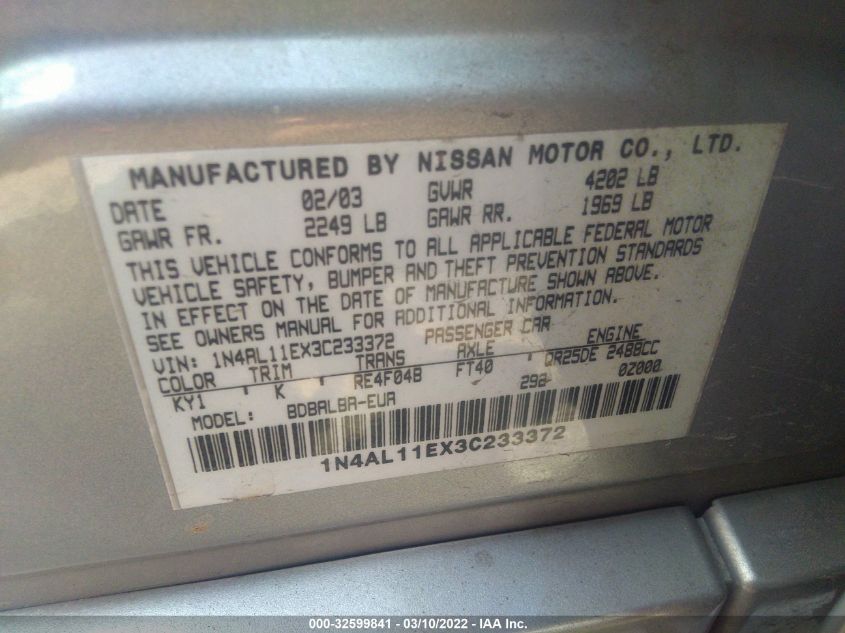 MANUFACTURED BY NISSAN MOTOR CO., LTD.
DATE 02/03 GVWR 4202 LB
GAWR FR. 2249 LB GAWR RR. 1969 LB
THIS VEHICLE CONFORMS TO ALL APPLICABLE FEDERAL MOTOR
VEHICLE SAFETY, BUMPER AND THEFT PREVENTION STANDARDS
IN EFFECT ON THE DATE OF MANUFACTURE SHOWN ABOVE.
SEE OWNERS MANUAL FOR ADDITIONAL INFORMATION.
VIN: 1N4AL11EX3C233372 PASSENGER CAR
COLOR TRIM TRANS AXLE ENGINE
KY1 K RE4F04B FT40 QR25DE 2488CC
MODEL: BDBALBA-EUA 292 0Z000
1N4AL11EX3C233372
000-32599841 - 03/10/2022 - IAA, Inc.